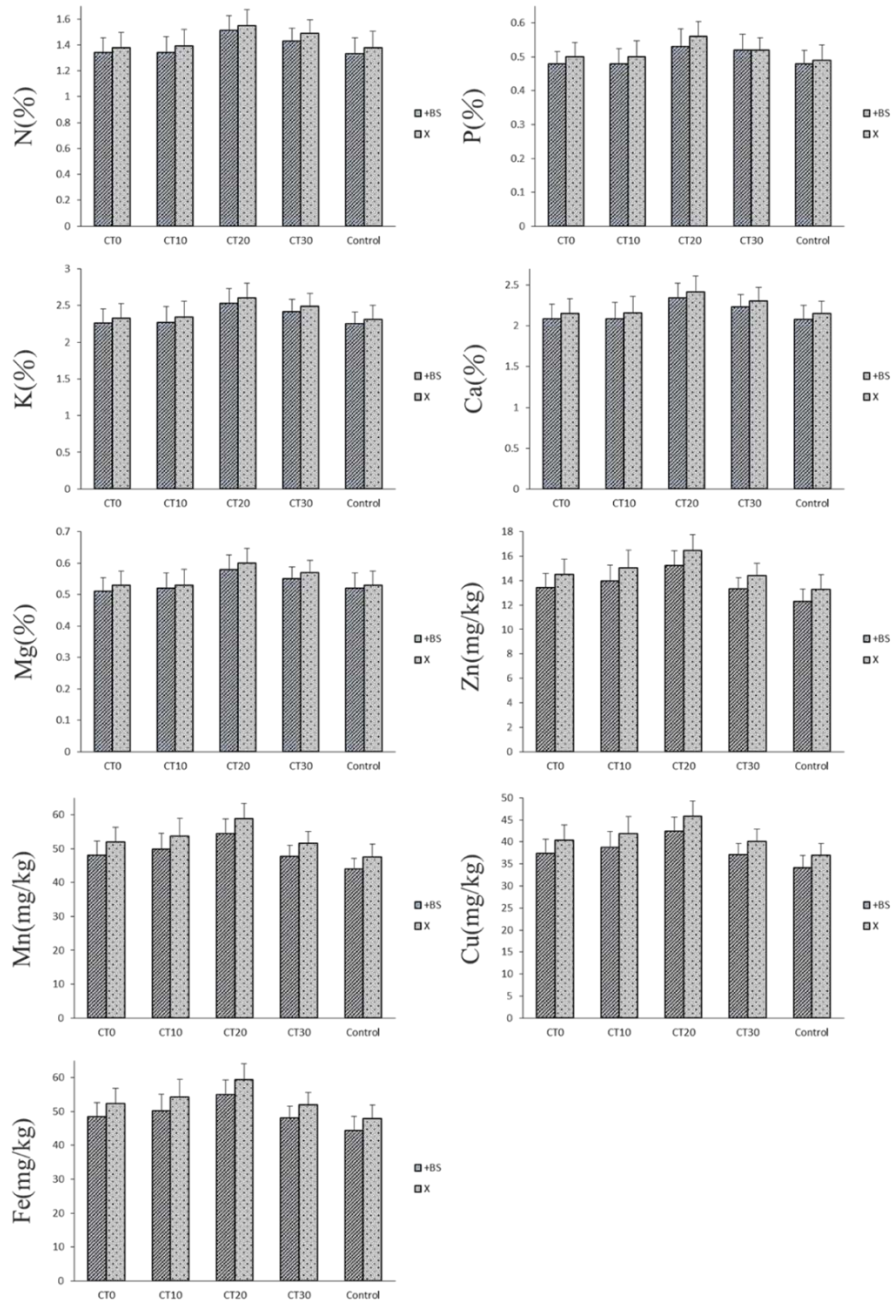 N(%)
1.6
1.4
1.2
1
0.8
0.6
0.4
0.2
0
CT0 CT10 CT20 CT30 Control
+BS
X
P(%)
0.6
0.5
0.4
0.3
0.2
0.1
0
CT0 CT10 CT20 CT30 Control
+BS
X
K(%)
3
2.5
2
1.5
1
0.5
0
CT0 CT10 CT20 CT30 Control
+BS
X
Ca(%)
2.5
2
1.5
1
0.5
0
CT0 CT10 CT20 CT30 Control
+BS
X
Mg(%)
0.7
0.6
0.5
0.4
0.3
0.2
0.1
0
CT0 CT10 CT20 CT30 Control
+BS
X
Zn(mg/kg)
18
16
14
12
10
8
6
4
2
0
CT0 CT10 CT20 CT30 Control
+BS
X
Mn(mg/kg)
60
50
40
30
20
10
0
CT0 CT10 CT20 CT30 Control
+BS
X
Cu(mg/kg)
50
45
40
35
30
25
20
15
10
5
0
CT0 CT10 CT20 CT30 Control
+BS
X
Fe(mg/kg)
60
50
40
30
20
10
0
CT0 CT10 CT20 CT30 Control
+BS
X